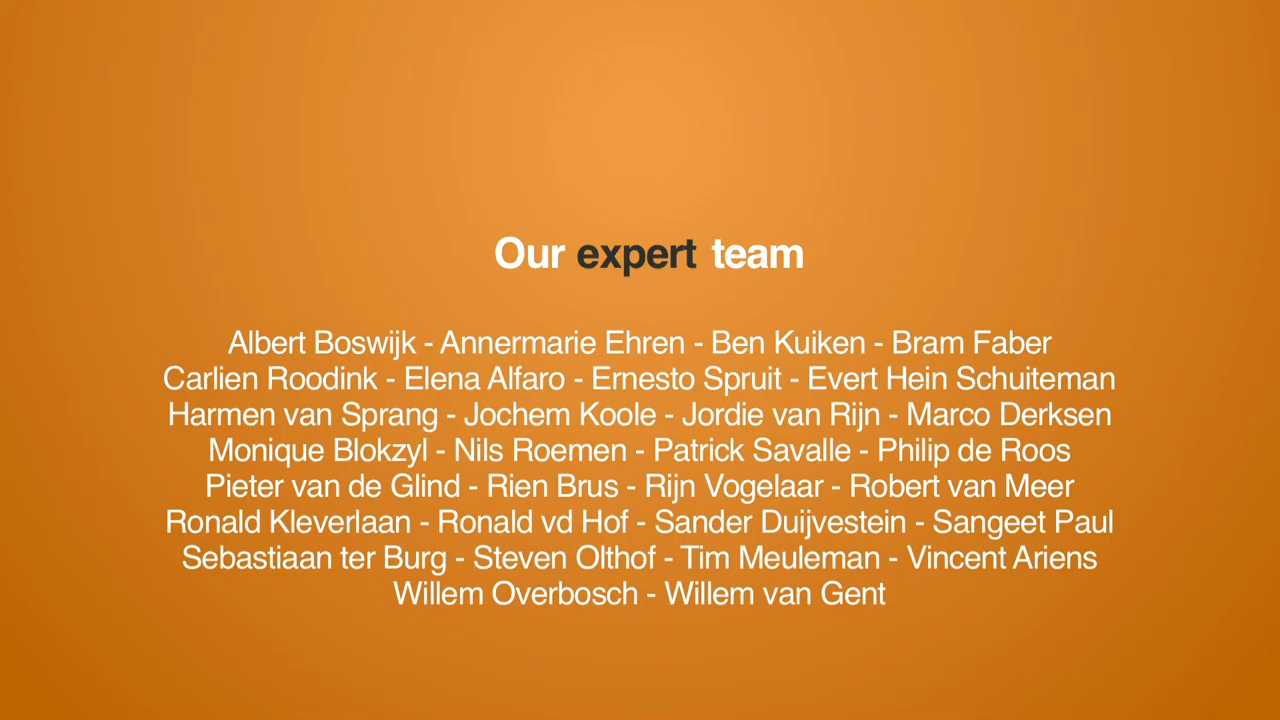 Our expert team
Albert Boswijk - Annermarie Ehren - Ben Kuiken - Bram Faber
Carlien Roodink - Elena Alfaro - Ernesto Spruit - Evert Hein Schuiteman
Harmen van Sprang - Jochem Koole - Jordie van Rijn - Marco Derksen
Monique Blokzyl - Nils Roemen - Patrick Savalle - Philip de Roos
Pieter van de Glind - Rien Brus - Rijn Vogelaar - Robert van Meer
Ronald Kleverlaan - Ronald vd Hof - Sander Duijvestein - Sangeet Paul
Sebastiaan ter Burg - Steven Olthof - Tim Meuleman - Vincent Ariens
Willem Overbosch - Willem van Gent